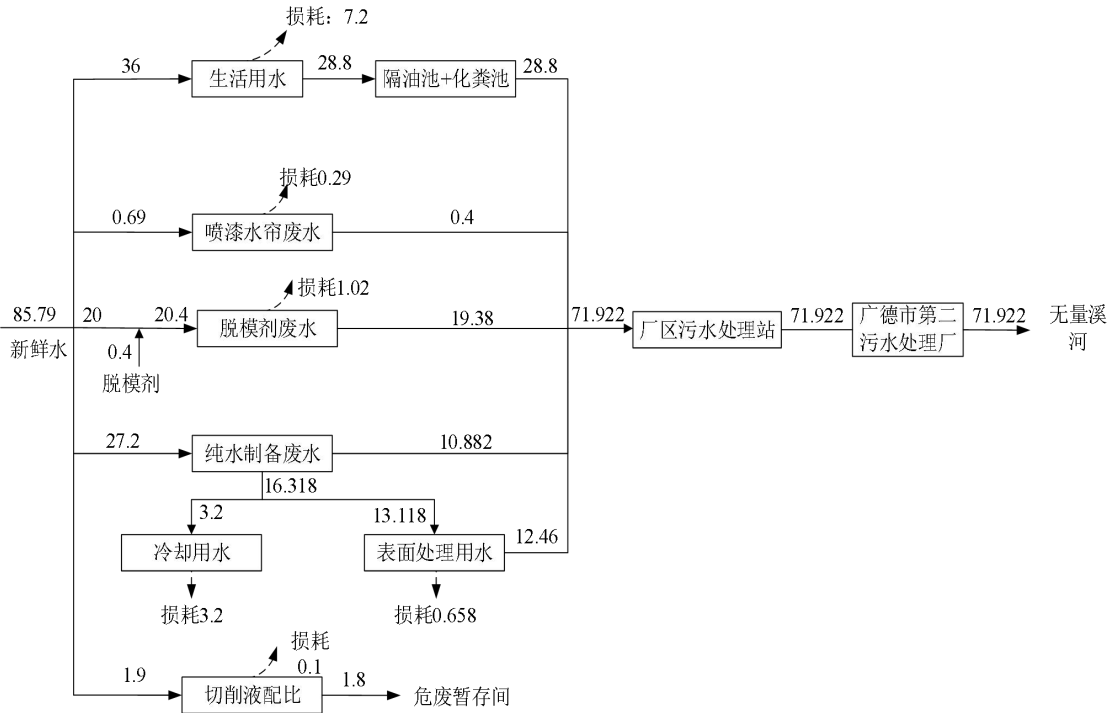 损耗：7.2
36
生活用水
28.8
隔油池+化粪池
28.8
损耗0.29
0.69
喷漆水帘废水
0.4
损耗1.02
85.79
新鲜水
20
0.4
脱模剂
20.4
脱模剂废水
19.38
71.922
厂区污水处理站
71.922
广德市第二
污水处理厂
71.922
无量溪
河
27.2
纯水制备废水
10.882
16.318
3.2
冷却用水
损耗3.2
13.118
表面处理用水
12.46
损耗0.658
损耗
0.1
1.9
切削液配比
1.8
危废暂存间